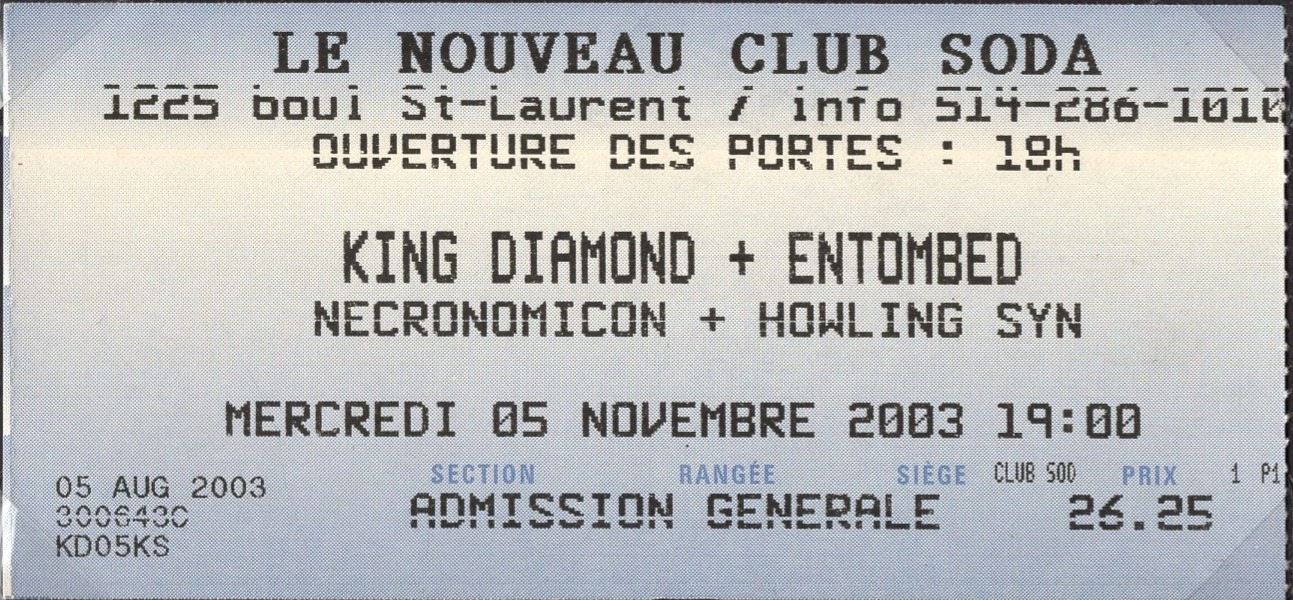 LE NOUVEAU CLUB SODA
1225 boul St-Laurent / info 514-286-1010
OUVERTURE DES PORTES : 18h
KING DIAMOND + ENTOMBED
NECRONOMICON + HOWLING SYN
MERCREDI 05 NOVEMBRE 2003 19:00
SECTION RANGÉE SIÈGE CLUB SOD PRIX 1 P1
05 AUG 2003
ADMISSION GENERALE 26.25
KD05KS